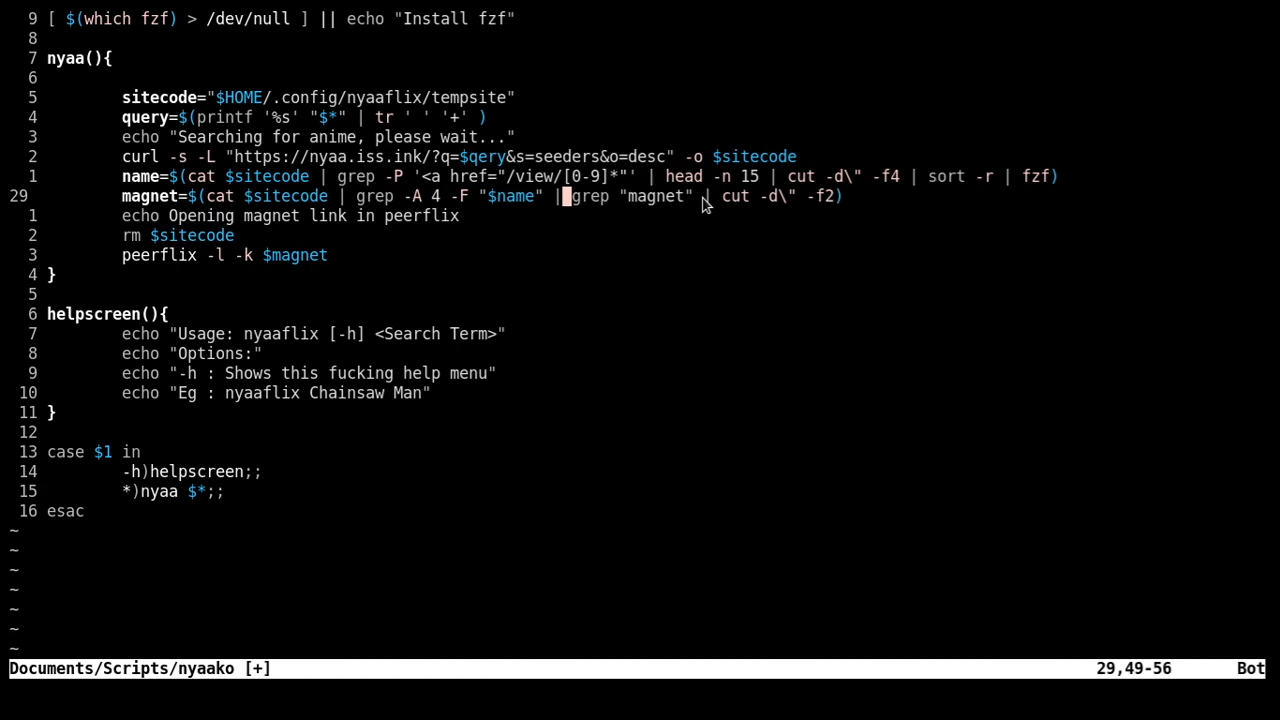 9 [ $(which fzf) > /dev/null ] || echo "Install fzf"
8
7 nyaa(){
6
5         sitecode="$HOME/.config/nyaaflix/tempsite"
4         query=$(printf '%s' "$*" | tr ' ' '+' )
3         echo "Searching for anime, please wait..."
2         curl -s -L "https://nyaa.iss.ink/?q=$qery&s=seeders&o=desc" -o $sitecode
1         name=$(cat $sitecode | grep -P '<a href="/view/[0-9]*"' | head -n 15 | cut -d\" -f4 | sort -r | fzf)
29         magnet=$(cat $sitecode | grep -A 4 -F "$name" | grep "magnet" | cut -d\" -f2)
1         echo Opening magnet link in peerflix
2         rm $sitecode
3         peerflix -l -k $magnet
4 }
5
6 helpscreen(){
7         echo "Usage: nyaaflix [-h] <Search Term>"
8         echo "Options:"
9         echo "-h : Shows this fucking help menu"
10         echo "Eg : nyaaflix Chainsaw Man"
11 }
12
13 case $1 in
14         -h)helpscreen;;
15         *)nyaa $*;;
16 esac
~
~
~
~
~
~
~
Documents/Scripts/nyaako [+] 29,49-56 Bot